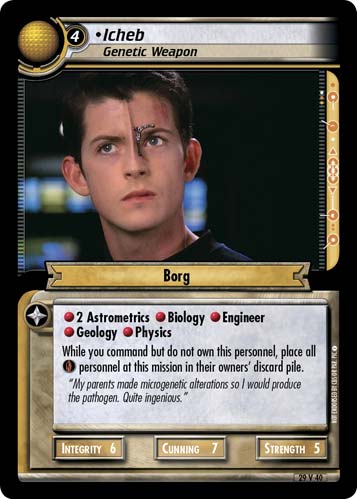 4
•Icheb
Genetic Weapon
Borg
2 Astrometrics Biology Engineer
Geology Physics
While you command but do not own this personnel, place all
personnel at this mission in their owners' discard pile.
"My parents made microgenetic alterations so I would produce
the pathogen. Quite ingenious."
INTEGRITY 6 CUNNING 7 STRENGTH 5
29 V 40